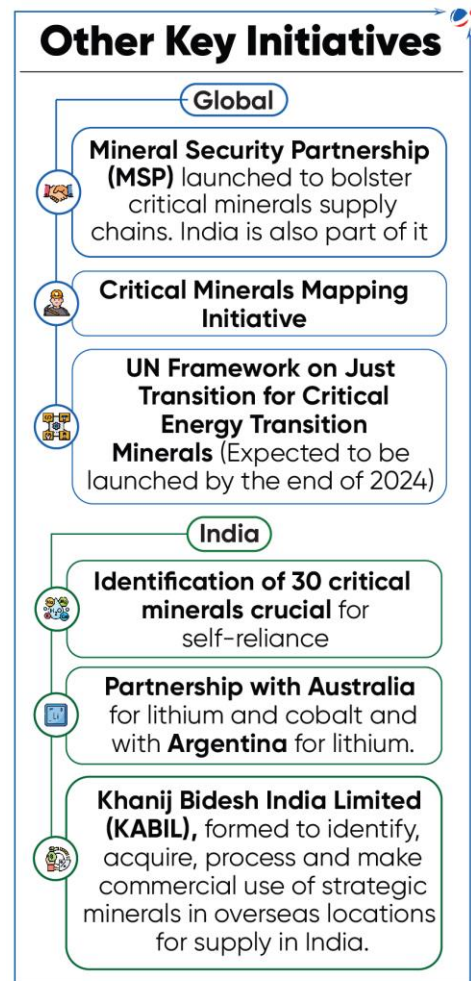 Other Key Initiatives
Global
Mineral Security Partnership
(MSP) launched to bolster
critical minerals supply
chains. India is also part of it
Critical Minerals Mapping
Initiative
UN Framework on Just
Transition for Critical
Energy Transition
Minerals (Expected to be
launched by the end of 2024)
India
Identification of 30 critical
minerals crucial for
self-reliance
Partnership with Australia
for lithium and cobalt and
with Argentina for lithium.
Li
Khanij Bidesh India Limited
(KABIL), formed to identify,
acquire, process and make
commercial use of strategic
minerals in overseas locations
for supply in India.